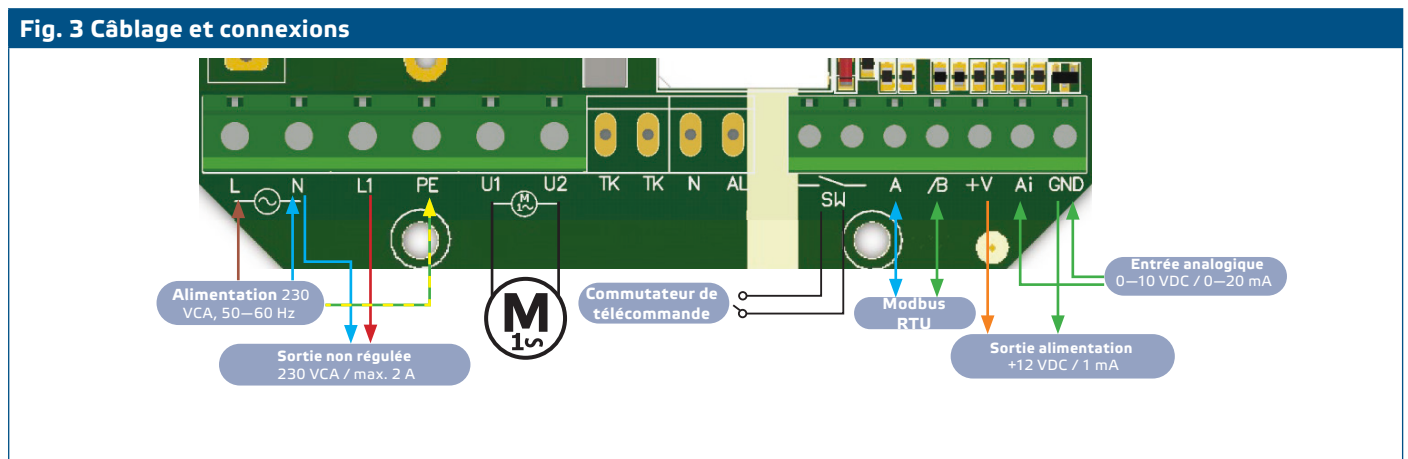 Fig. 3 Câblage et connexions
L N L1 PE U1 U2 TK TK N AL SW A /B +V Ai GND
M
1~
Alimentation 230
VCA, 50—60 Hz
Sortie non régulée
230 VCA / max. 2 A
M
1~
Commutateur de
télécommande
Modbus
RTU
Entrée analogique
0—10 VDC / 0—20 mA
Sortie alimentation
+12 VDC / 1 mA